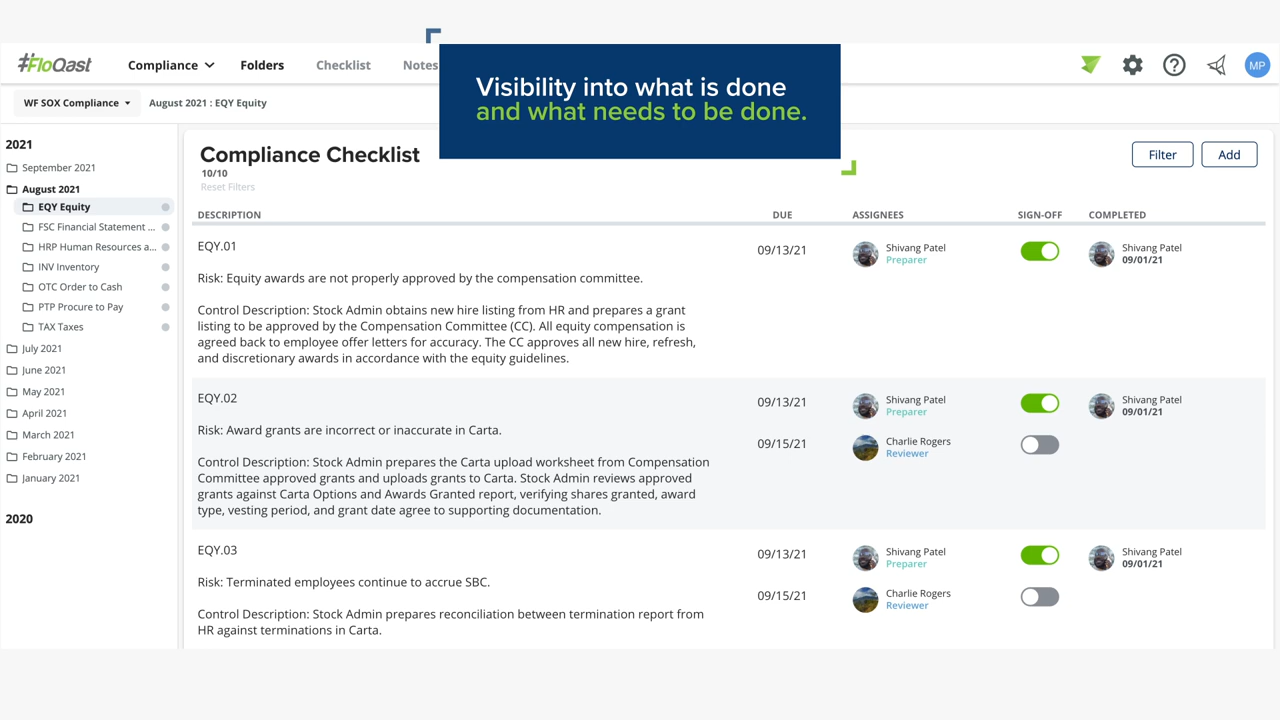 Visibility into what is done
and what needs to be done.
#FloQast
Compliance
Folders
Checklist
Notes
MP
WF SOX Compliance
August 2021 : EQY Equity
2021
September 2021
August 2021
EQY Equity
FSC Financial Statement ...
HRP Human Resources a...
INV Inventory
OTC Order to Cash
PTP Procure to Pay
TAX Taxes
July 2021
June 2021
May 2021
April 2021
March 2021
February 2021
January 2021
2020
Compliance Checklist
10/10
Reset Filters
Filter
Add
DESCRIPTION
DUE
ASSIGNEES
SIGN-OFF
COMPLETED
EQY.01
Risk: Equity awards are not properly approved by the compensation committee.
Control Description: Stock Admin obtains new hire listing from HR and prepares a grant
listing to be approved by the Compensation Committee (CC). All equity compensation is
agreed back to employee offer letters for accuracy. The CC approves all new hire, refresh,
and discretionary awards in accordance with the equity guidelines.
09/13/21
Shivang Patel
Preparer
Shivang Patel
09/01/21
EQY.02
Risk: Award grants are incorrect or inaccurate in Carta.
Control Description: Stock Admin prepares the Carta upload worksheet from Compensation
Committee approved grants and uploads grants to Carta. Stock Admin reviews approved
grants against Carta Options and Awards Granted report, verifying shares granted, award
type, vesting period, and grant date agree to supporting documentation.
09/13/21
Shivang Patel
Preparer
Shivang Patel
09/01/21
09/15/21
Charlie Rogers
Reviewer
EQY.03
Risk: Terminated employees continue to accrue SBC.
Control Description: Stock Admin prepares reconciliation between termination report from
HR against terminations in Carta.
09/13/21
Shivang Patel
Preparer
Shivang Patel
09/01/21
09/15/21
Charlie Rogers
Reviewer